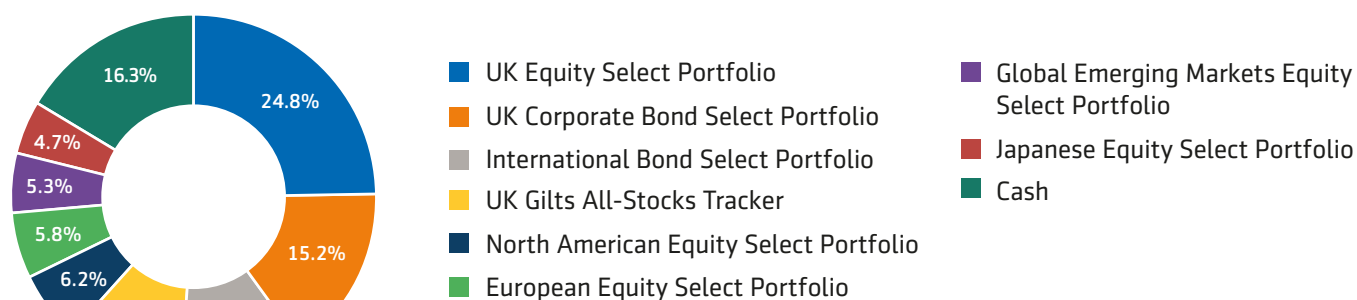 16.3%
24.8%
4.7%
5.3%
5.8%
6.2%
15.2%
UK Equity Select Portfolio
UK Corporate Bond Select Portfolio
International Bond Select Portfolio
UK Gilts All-Stocks Tracker
North American Equity Select Portfolio
European Equity Select Portfolio
Global Emerging Markets Equity
Select Portfolio
Japanese Equity Select Portfolio
Cash